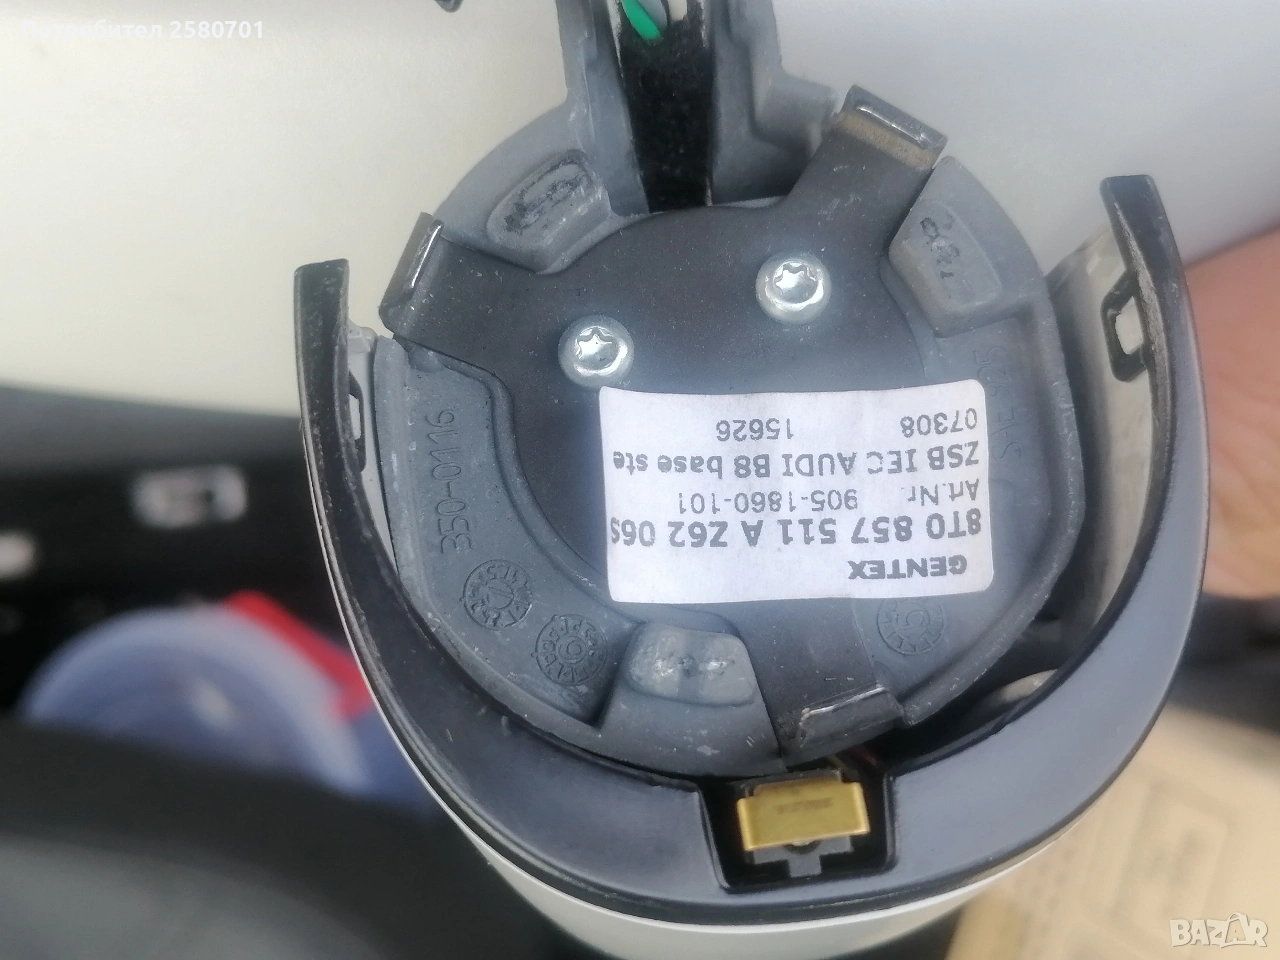 Потребител 2580701
GENTEX
8T0 857 511 A Z62 06S
Art.Nr. 905-1860-101
ZSB IEC AUDI B8 base ste
07308 15626
350-0116
BAZAR